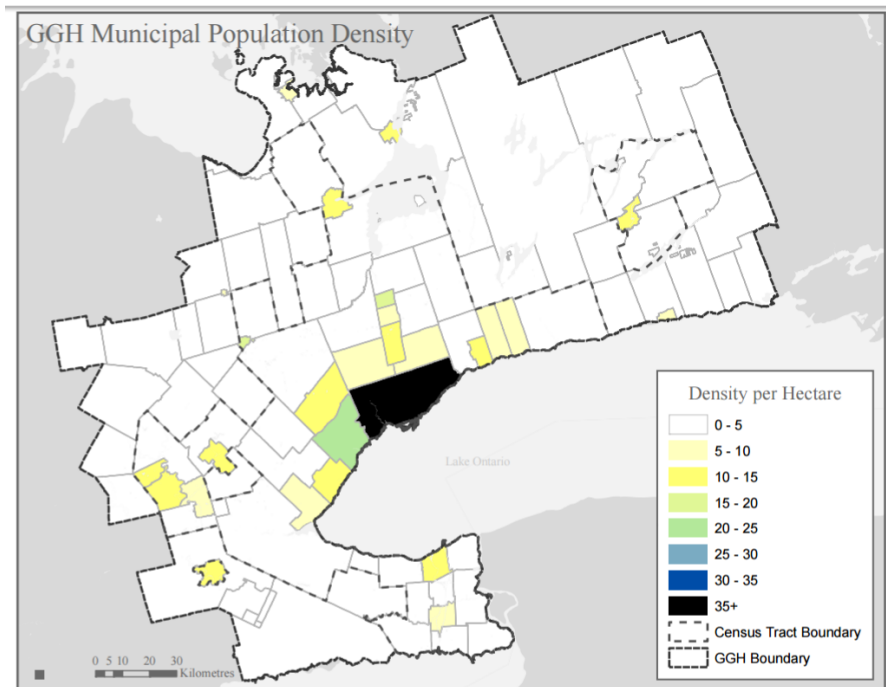 GGH Municipal Population Density
Lake Ontario
Density per Hectare
0 - 5
5 - 10
10 - 15
15 - 20
20 - 25
25 - 30
30 - 35
35+
Census Tract Boundary
GGH Boundary
0 5 10 20 30
Kilometres